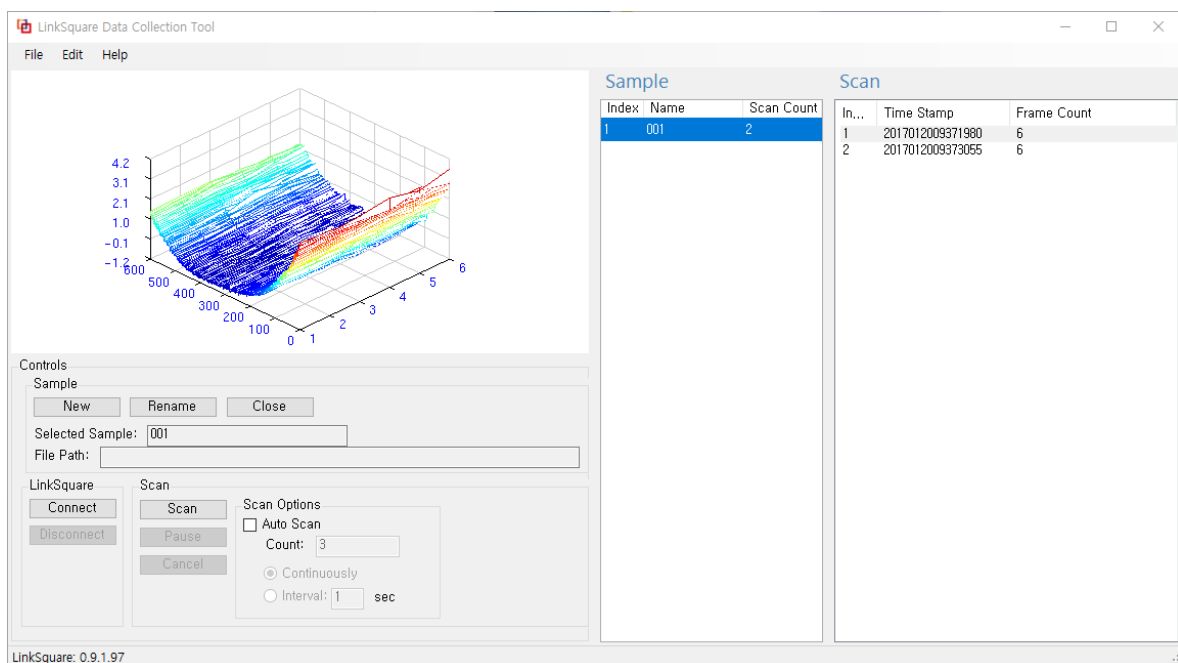 LinkSquare Data Collection Tool
File Edit Help
4.2
3.1
2.1
1.0
-0.1
-1.2
600
500
400
300
200
100
0
1
2
3
4
5
6
Controls
Sample
New Rename Close
Selected Sample: 001
File Path:
LinkSquare
Connect
Disconnect
Scan
Scan
Pause
Cancel
Scan Options
Auto Scan
Count: 3
Continuously
Interval: 1 sec
Sample
Index Name Scan Count
1 001 2
Scan
In... Time Stamp Frame Count
1 2017012009371980 6
2 2017012009373055 6
LinkSquare: 0.9.1.97